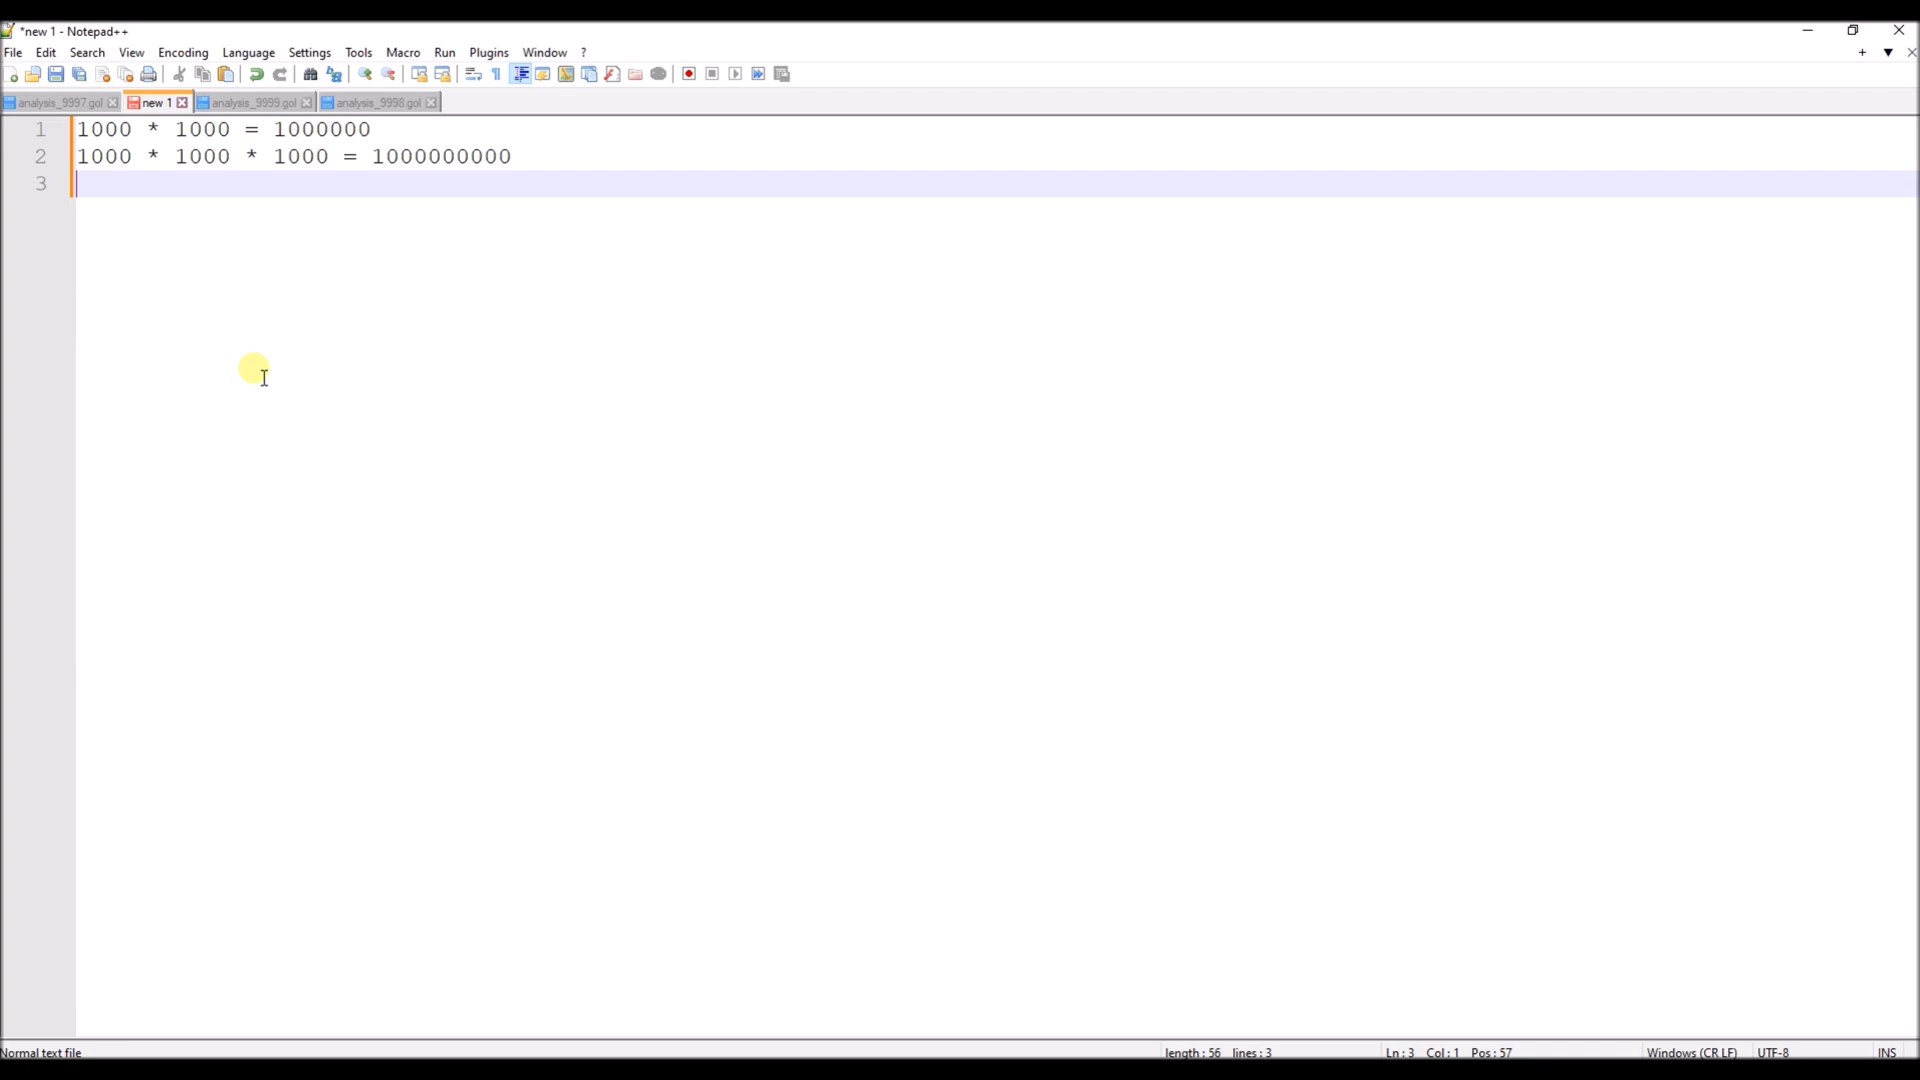 *new 1 - Notepad++
File Edit Search View Encoding Language Settings Tools Macro Run Plugins Window ?
analysis_9997.gol new 1 analysis_9999.gol analysis_9998.gol
1 1000 * 1000 = 1000000
2 1000 * 1000 * 1000 = 1000000000
3
Normal text file length : 56 lines : 3 Ln : 3 Col : 1 Pos : 57 Windows (CR LF) UTF-8 INS